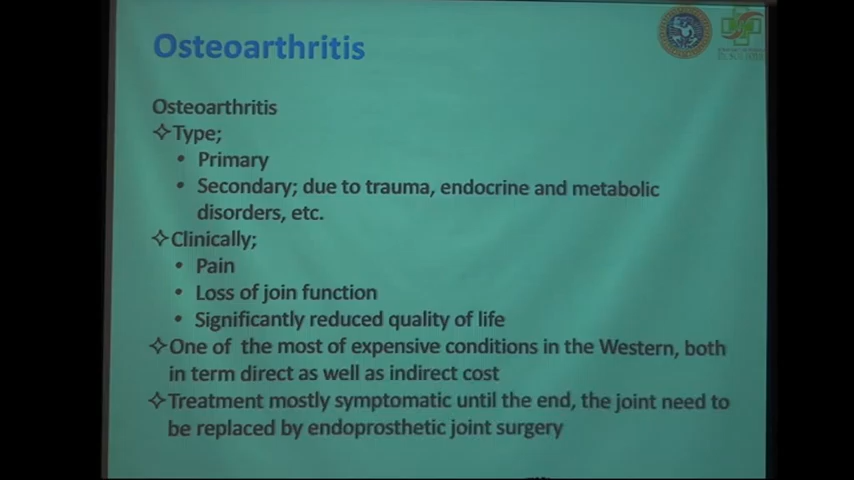 Osteoarthritis
Osteoarthritis
✧Type;
• Primary
• Secondary; due to trauma, endocrine and metabolic
disorders, etc.
✧Clinically;
• Pain
• Loss of join function
• Significantly reduced quality of life
✧One of the most of expensive conditions in the Western, both
in term direct as well as indirect cost
✧Treatment mostly symptomatic until the end, the joint need to
be replaced by endoprosthetic joint surgery